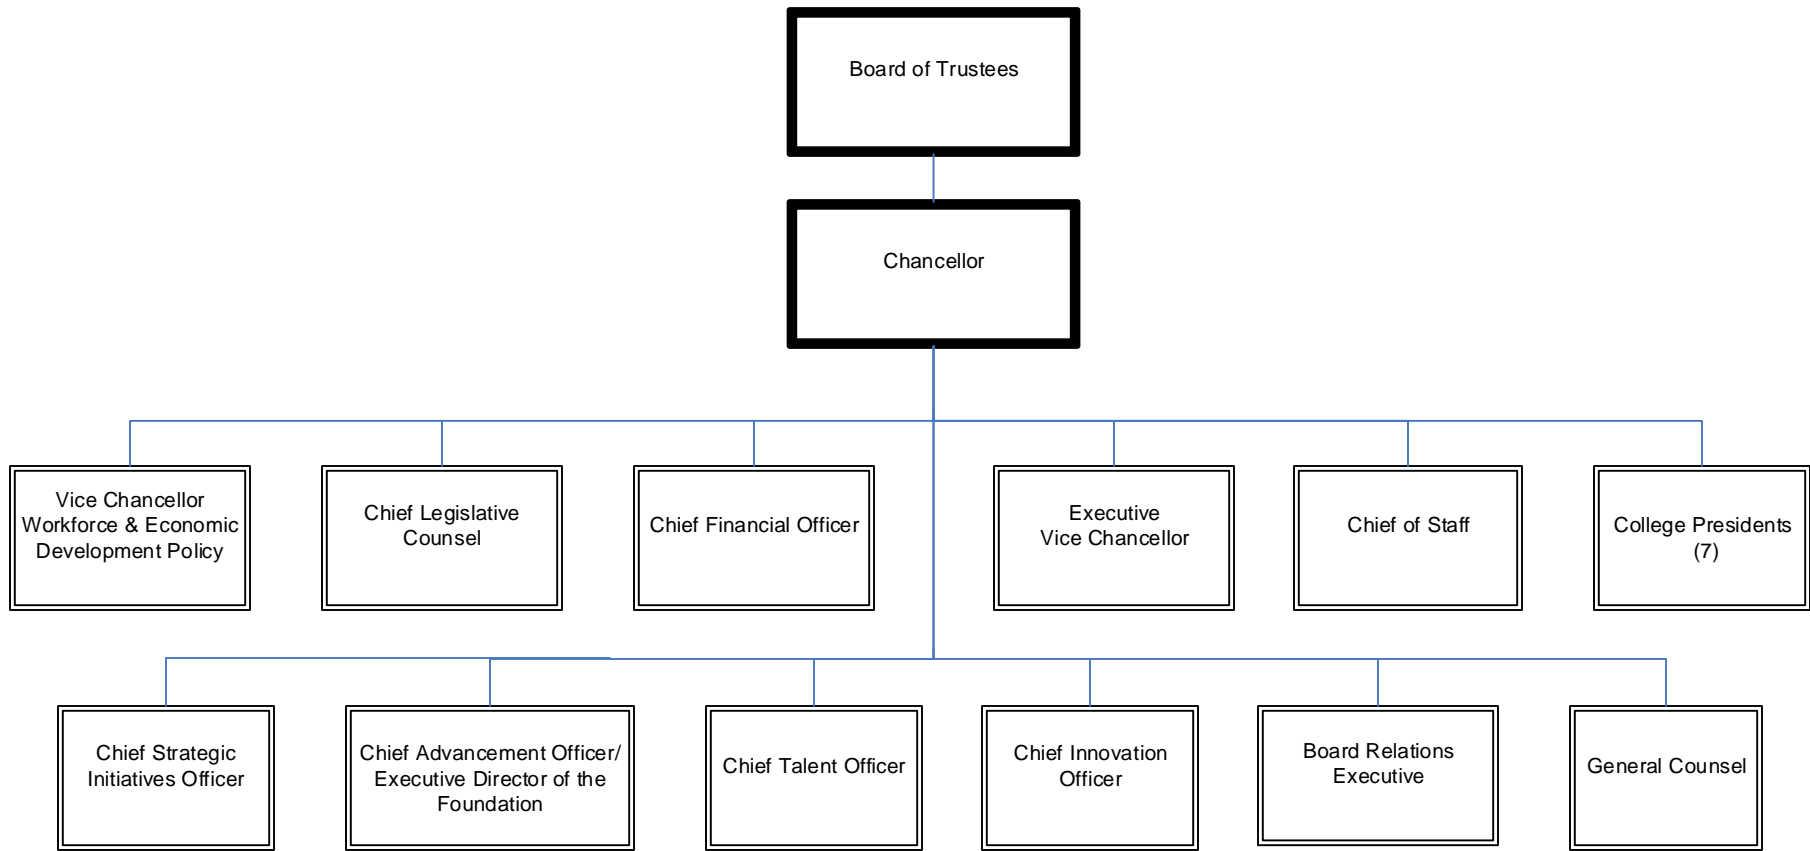 Board of Trustees
Chancellor
Vice Chancellor
Workforce & Economic
Development Policy
Chief Legislative
Counsel
Chief Financial Officer
Executive
Vice Chancellor
Chief of Staff
College Presidents
(7)
Chief Strategic
Initiatives Officer
Chief Advancement Officer/
Executive Director of the
Foundation
Chief Talent Officer
Chief Innovation
Officer
Board Relations
Executive
General Counsel